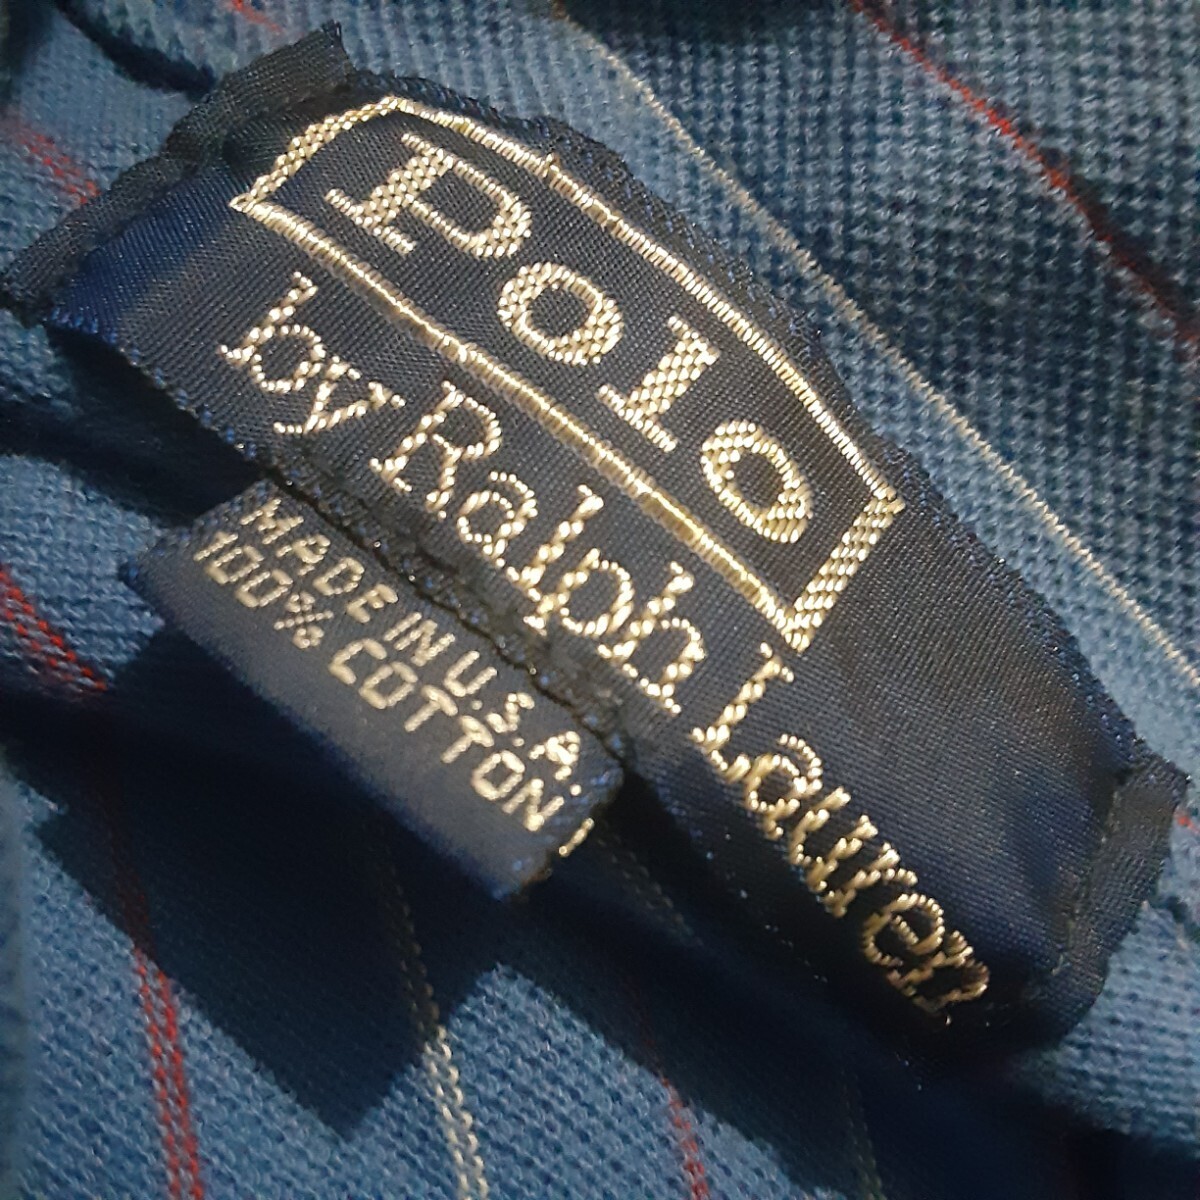 Polo
by Ralph Lauren
MADE IN U.S.A.
100% COTTON